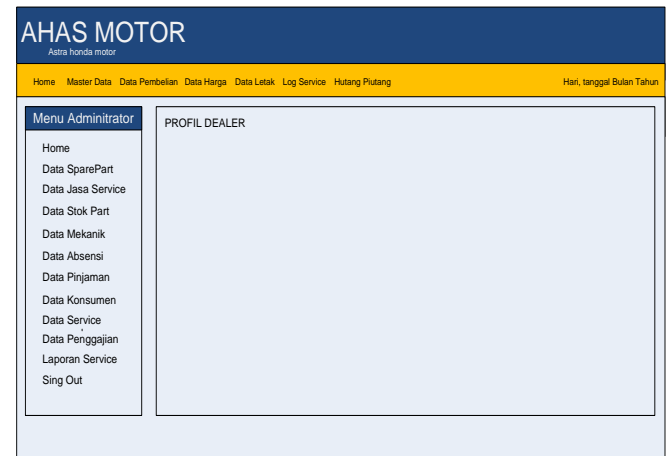 AHAS MOTOR
Astra honda motor
Home Master Data Data Pembelian Data Harga Data Letak Log Service Hutang Piutang Hari, tanggal Bulan Tahun
Menu Adminitrator
Home
Data SparePart
Data Jasa Service
Data Stok Part
Data Mekanik
Data Absensi
Data Pinjaman
Data Konsumen
Data Service
Data Penggajian
Laporan Service
Sing Out
PROFIL DEALER